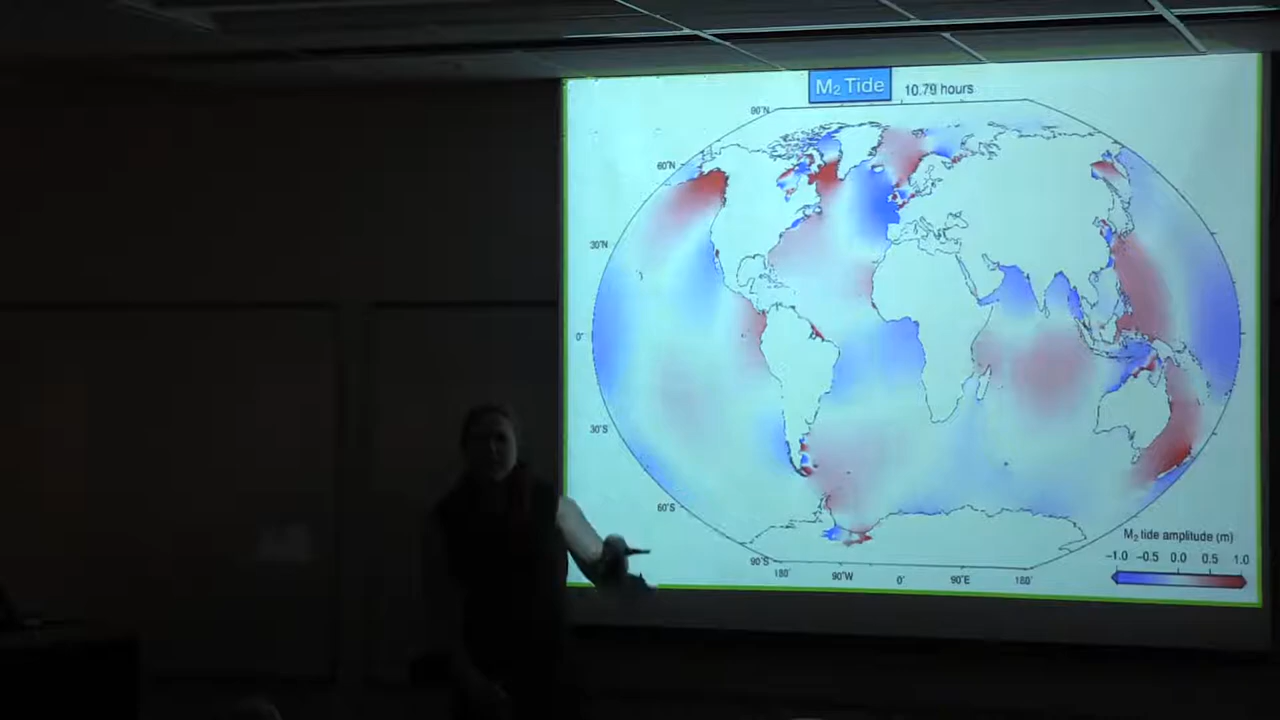 M₂ Tide 10.79 hours
90°N
60°N
30°N
0°
30°S
60°S
90°S
180° 90°W 0° 90°E 180°
M₂ tide amplitude (m)
-1.0 -0.5 0.0 0.5 1.0